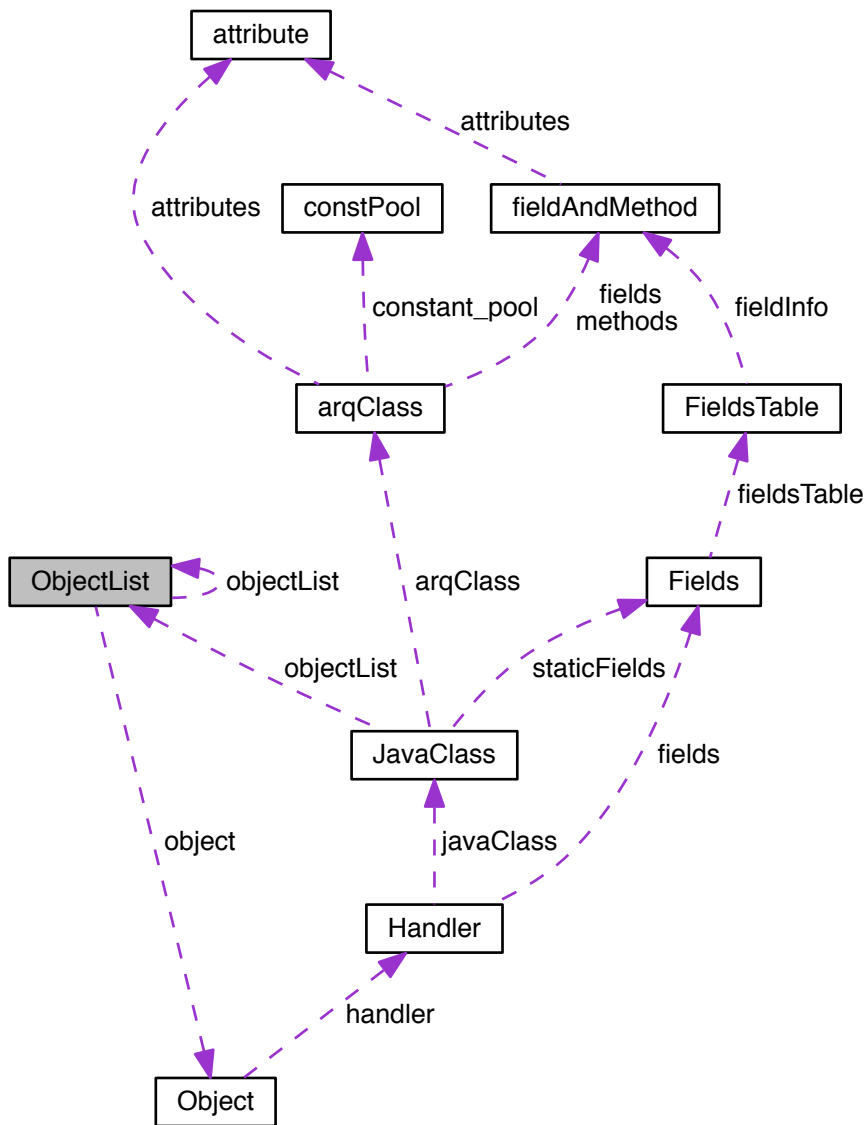 attribute
attributes
attributes
constPool
fieldAndMethod
constant_pool
fields
methods
fieldInfo
arqClass
FieldsTable
fieldsTable
ObjectList
objectList
arqClass
Fields
objectList
staticFields
JavaClass
fields
object
javaClass
Handler
handler
Object